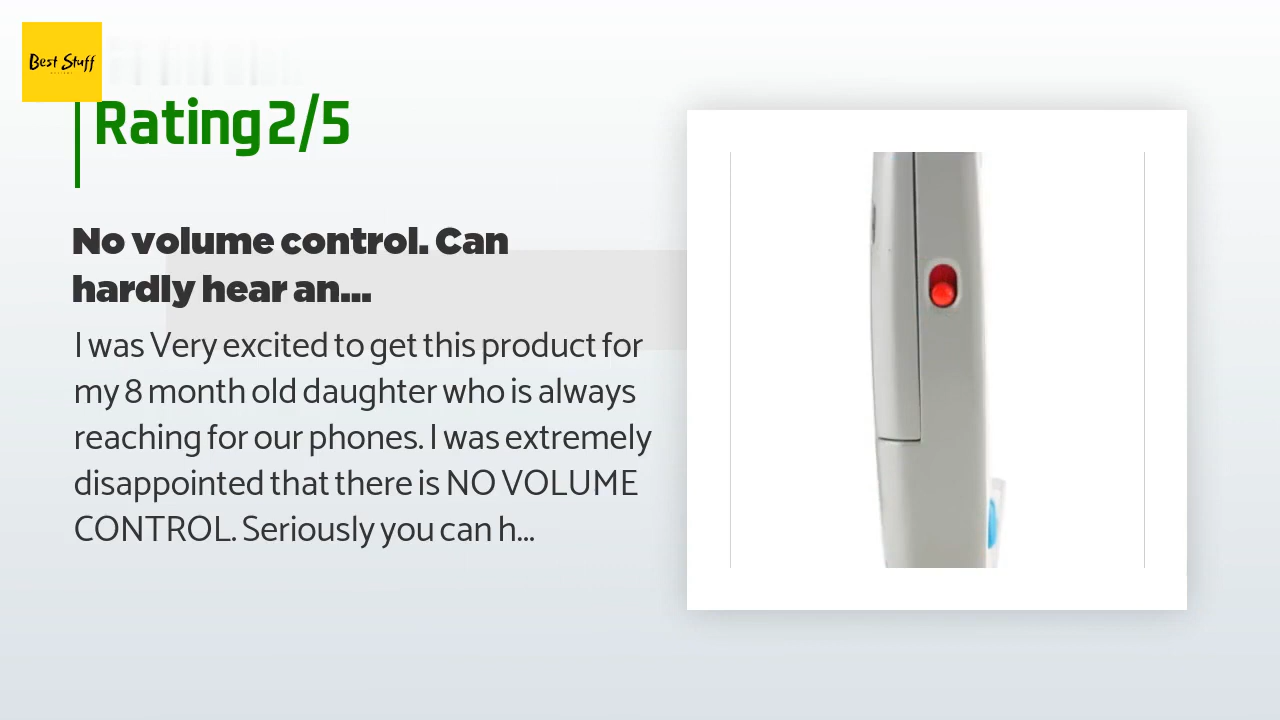 Best Stuff
Rating 2/5
No volume control. Can
hardly hear an...
I was Very excited to get this product for
my 8 month old daughter who is always
reaching for our phones. I was extremely
disappointed that there is NO VOLUME
CONTROL. Seriously you can h...